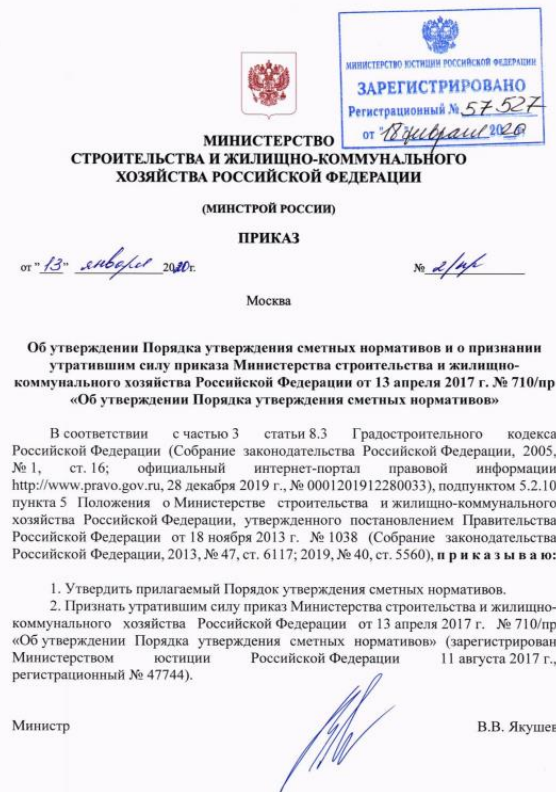 МИНИСТЕРСТВО ЮСТИЦИИ РОССИЙСКОЙ ФЕДЕРАЦИИ
ЗАРЕГИСТРИРОВАНО
Регистрационный № 57527
от "18 февраля 2020
МИНИСТЕРСТВО
СТРОИТЕЛЬСТВА И ЖИЛИЩНО-КОММУНАЛЬНОГО
ХОЗЯЙСТВА РОССИЙСКОЙ ФЕДЕРАЦИИ
(МИНСТРОЙ РОССИИ)
ПРИКАЗ
от "13" января 2020г.
№ 2/пр
Москва
Об утверждении Порядка утверждения сметных нормативов и о признании
утратившим силу приказа Министерства строительства и жилищно-
коммунального хозяйства Российской Федерации от 13 апреля 2017 г. № 710/пр
«Об утверждении Порядка утверждения сметных нормативов»
В соответствии с частью 3 статьи 8.3 Градостроительного кодекса
Российской Федерации (Собрание законодательства Российской Федерации, 2005,
№ 1, ст. 16; официальный интернет-портал правовой информации
http://www.pravo.gov.ru, 28 декабря 2019 г., № 0001201912280033), подпунктом 5.2.10
пункта 5 Положения о Министерстве строительства и жилищно-коммунального
хозяйства Российской Федерации, утвержденного постановлением Правительства
Российской Федерации от 18 ноября 2013 г. № 1038 (Собрание законодательства
Российской Федерации, 2013, № 47, ст. 6117; 2019, № 40, ст. 5560), п р и к а з ы в а ю:
1. Утвердить прилагаемый Порядок утверждения сметных нормативов.
2. Признать утратившим силу приказ Министерства строительства и жилищно-
коммунального хозяйства Российской Федерации от 13 апреля 2017 г. № 710/пр
«Об утверждении Порядка утверждения сметных нормативов» (зарегистрирован
Министерством юстиции Российской Федерации 11 августа 2017 г.,
регистрационный № 47744).
Министр
В.В. Якушев